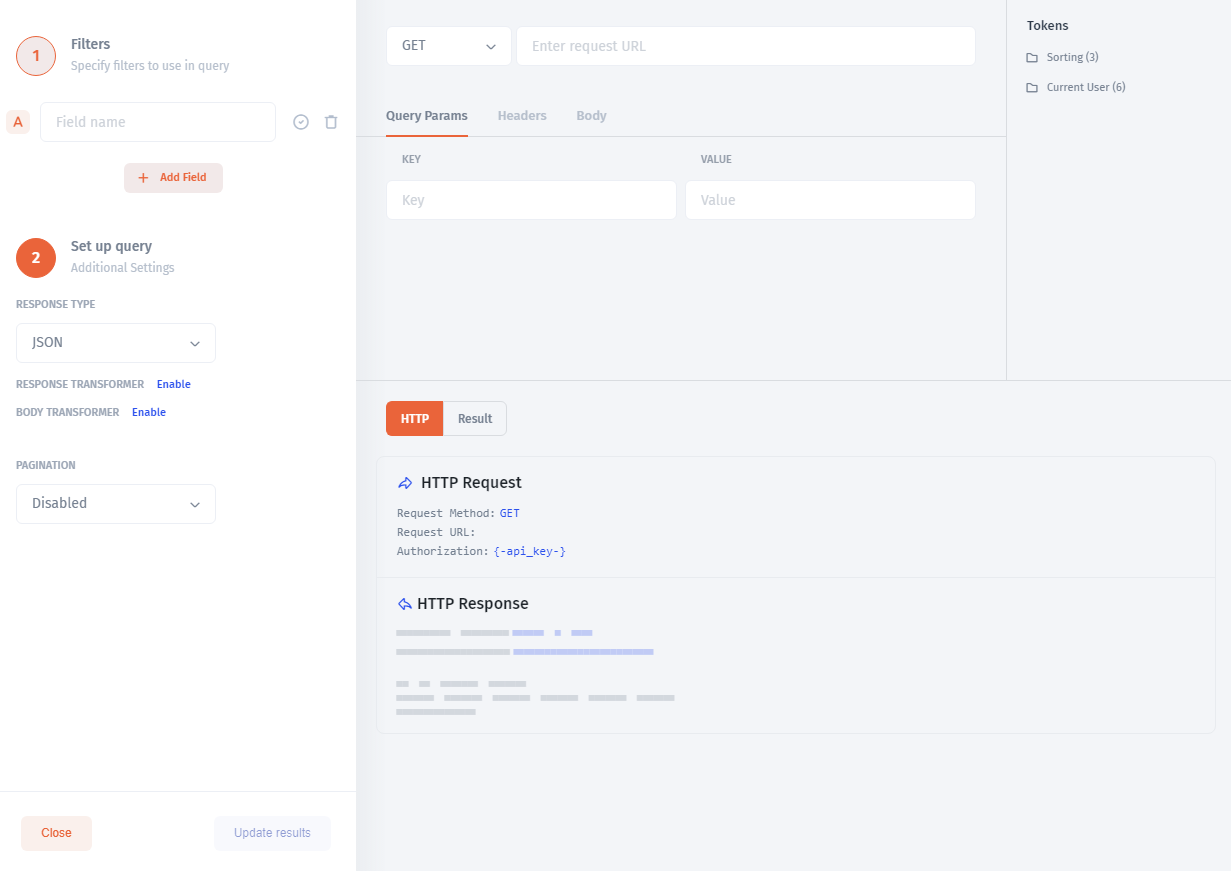 1
Filters
Specify filters to use in query
A
Field name
Add Field
2
Set up query
Additional Settings
RESPONSE TYPE
JSON
RESPONSE TRANSFORMER Enable
BODY TRANSFORMER Enable
PAGINATION
Disabled
Close
Update results
GET
Enter request URL
Query Params
Headers
Body
KEY
VALUE
Key
Value
Tokens
Sorting (3)
Current User (6)
HTTP
Result
HTTP Request
Request Method: GET
Request URL:
Authorization: {-api_key-}
HTTP Response